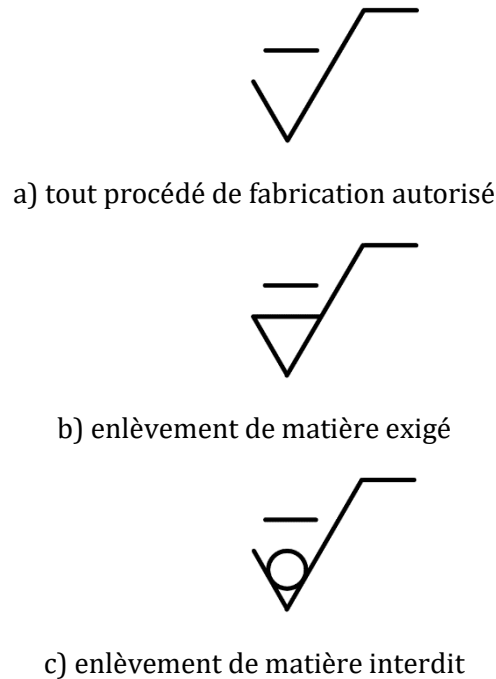 a) tout procédé de fabrication autorisé
b) enlèvement de matière exigé
c) enlèvement de matière interdit